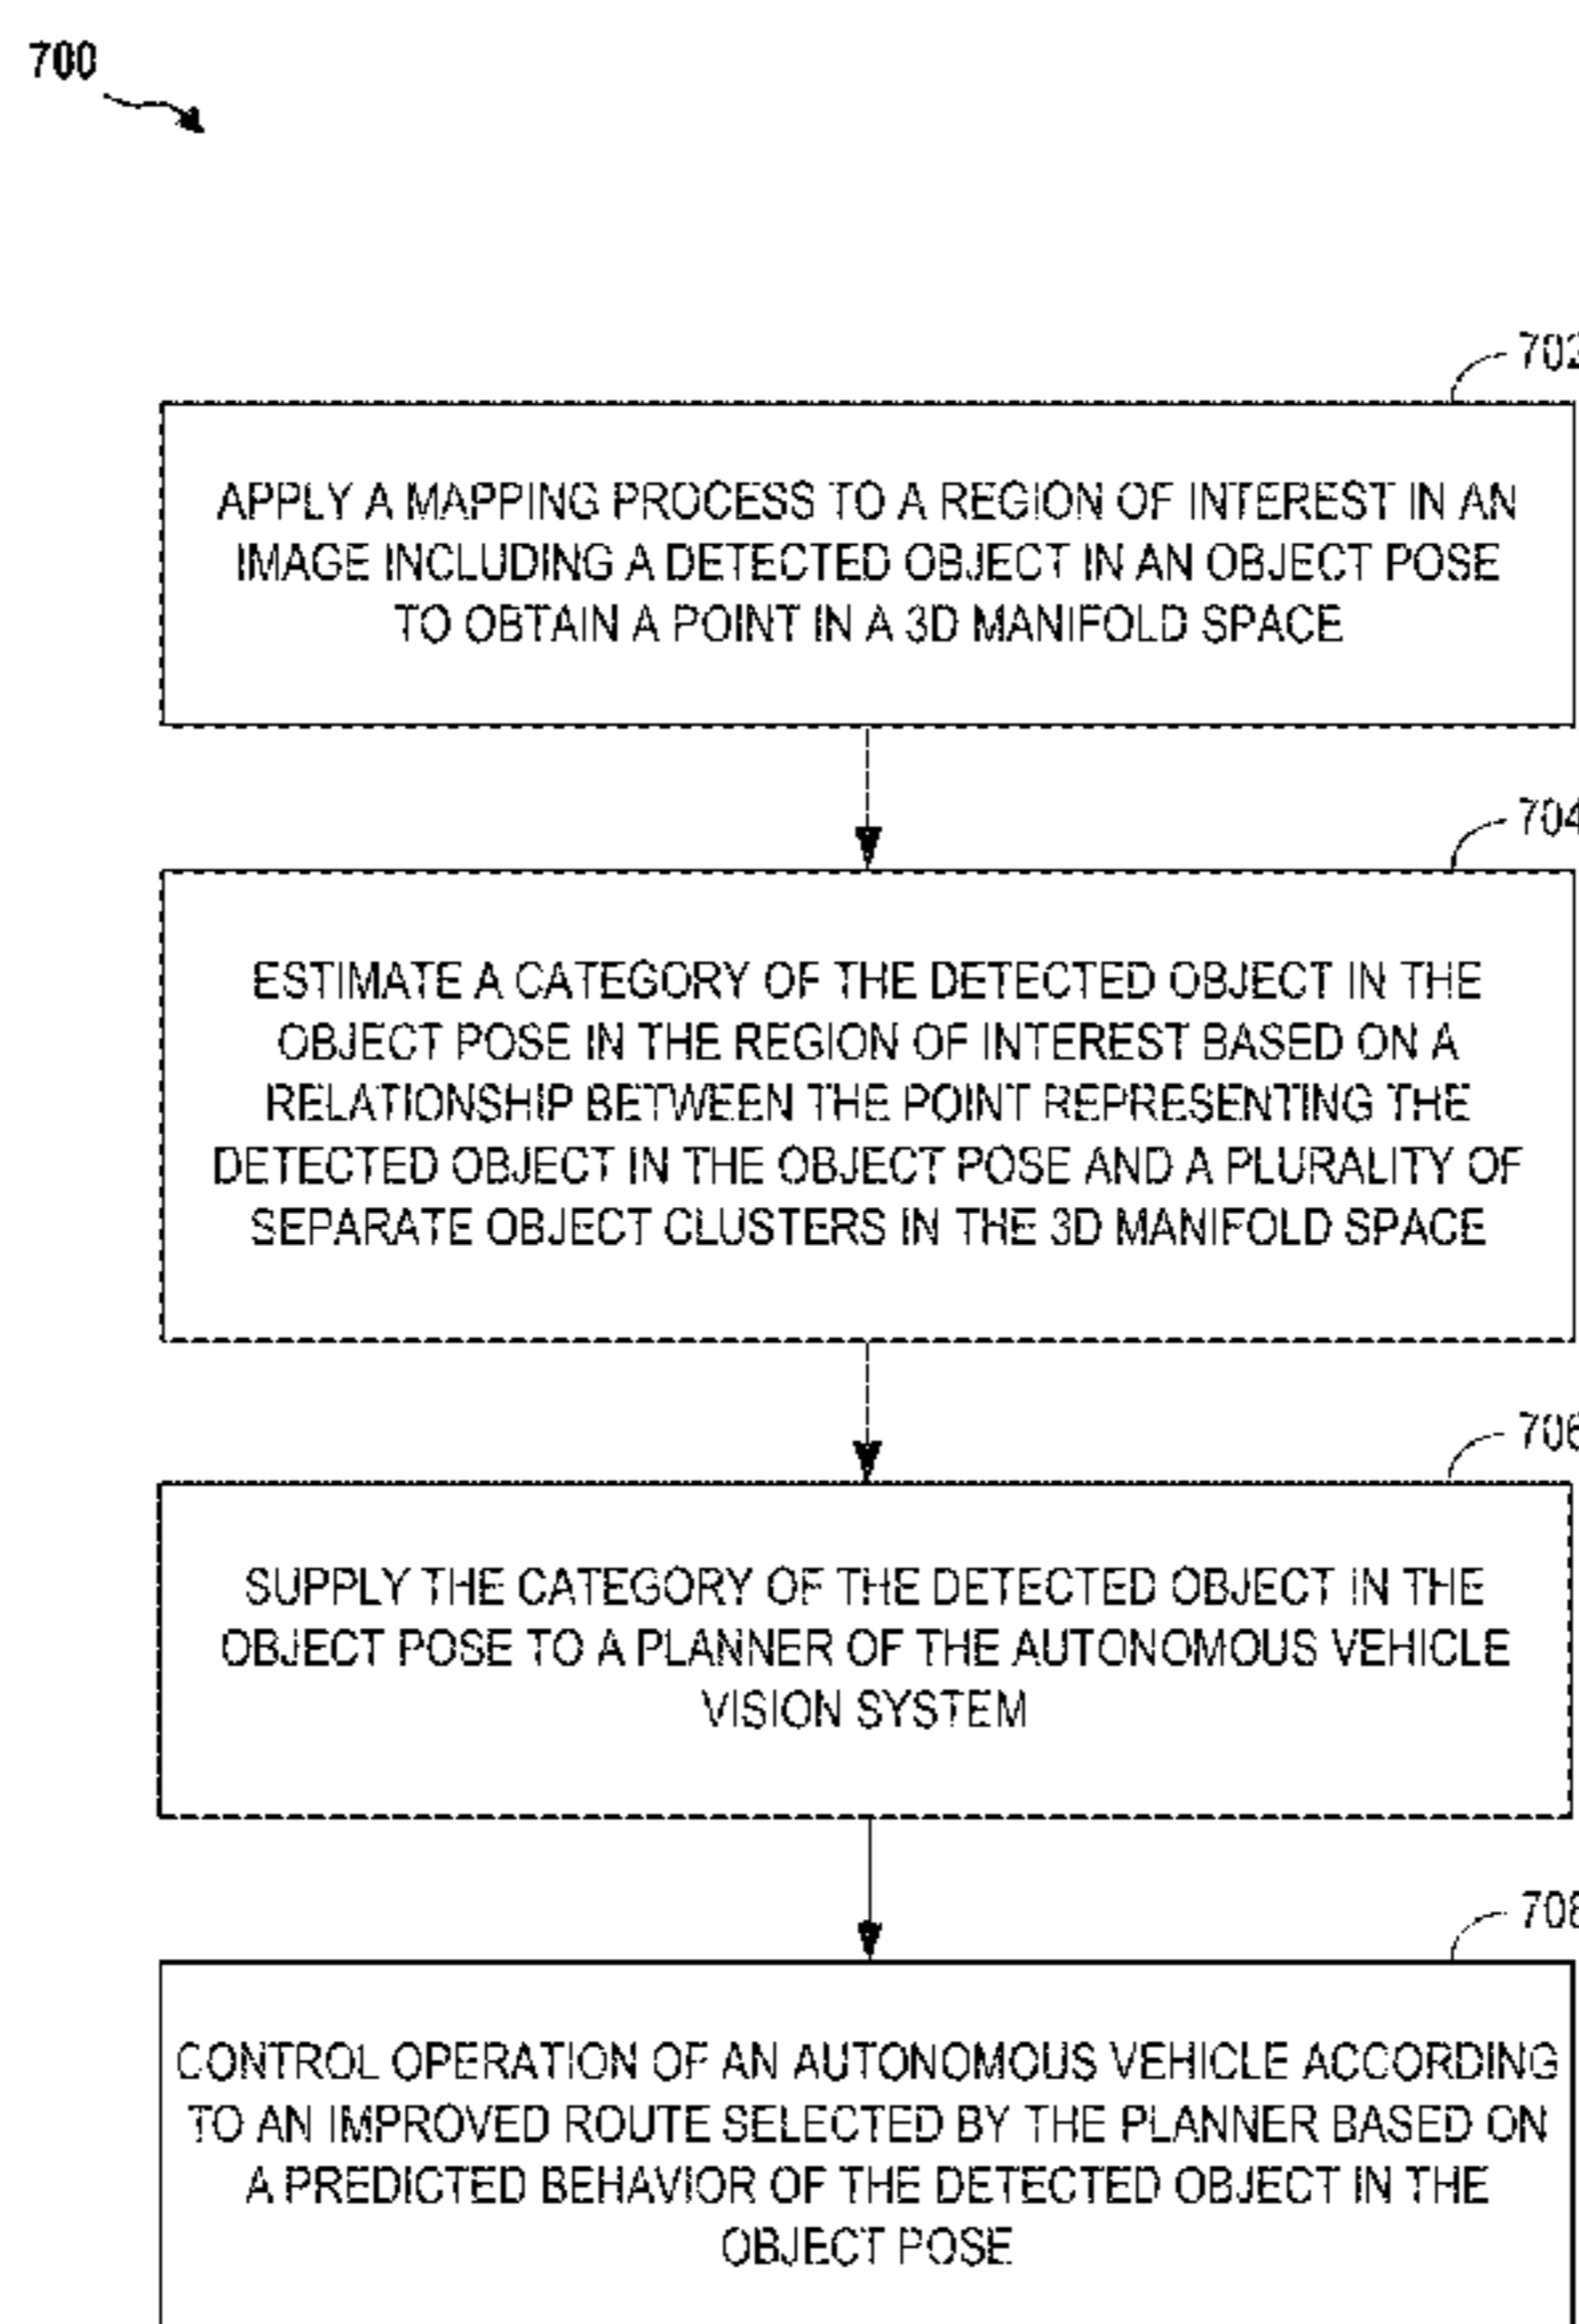 700
702
APPLY A MAPPING PROCESS TO A REGION OF INTEREST IN AN
IMAGE INCLUDING A DETECTED OBJECT IN AN OBJECT POSE
TO OBTAIN A POINT IN A 3D MANIFOLD SPACE
704
ESTIMATE A CATEGORY OF THE DETECTED OBJECT IN THE
OBJECT POSE IN THE REGION OF INTEREST BASED ON A
RELATIONSHIP BETWEEN THE POINT REPRESENTING THE
DETECTED OBJECT IN THE OBJECT POSE AND A PLURALITY OF
SEPARATE OBJECT CLUSTERS IN THE 3D MANIFOLD SPACE
706
SUPPLY THE CATEGORY OF THE DETECTED OBJECT IN THE
OBJECT POSE TO A PLANNER OF THE AUTONOMOUS VEHICLE
VISION SYSTEM
708
CONTROL OPERATION OF AN AUTONOMOUS VEHICLE ACCORDING
TO AN IMPROVED ROUTE SELECTED BY THE PLANNER BASED ON
A PREDICTED BEHAVIOR OF THE DETECTED OBJECT IN THE
OBJECT POSE